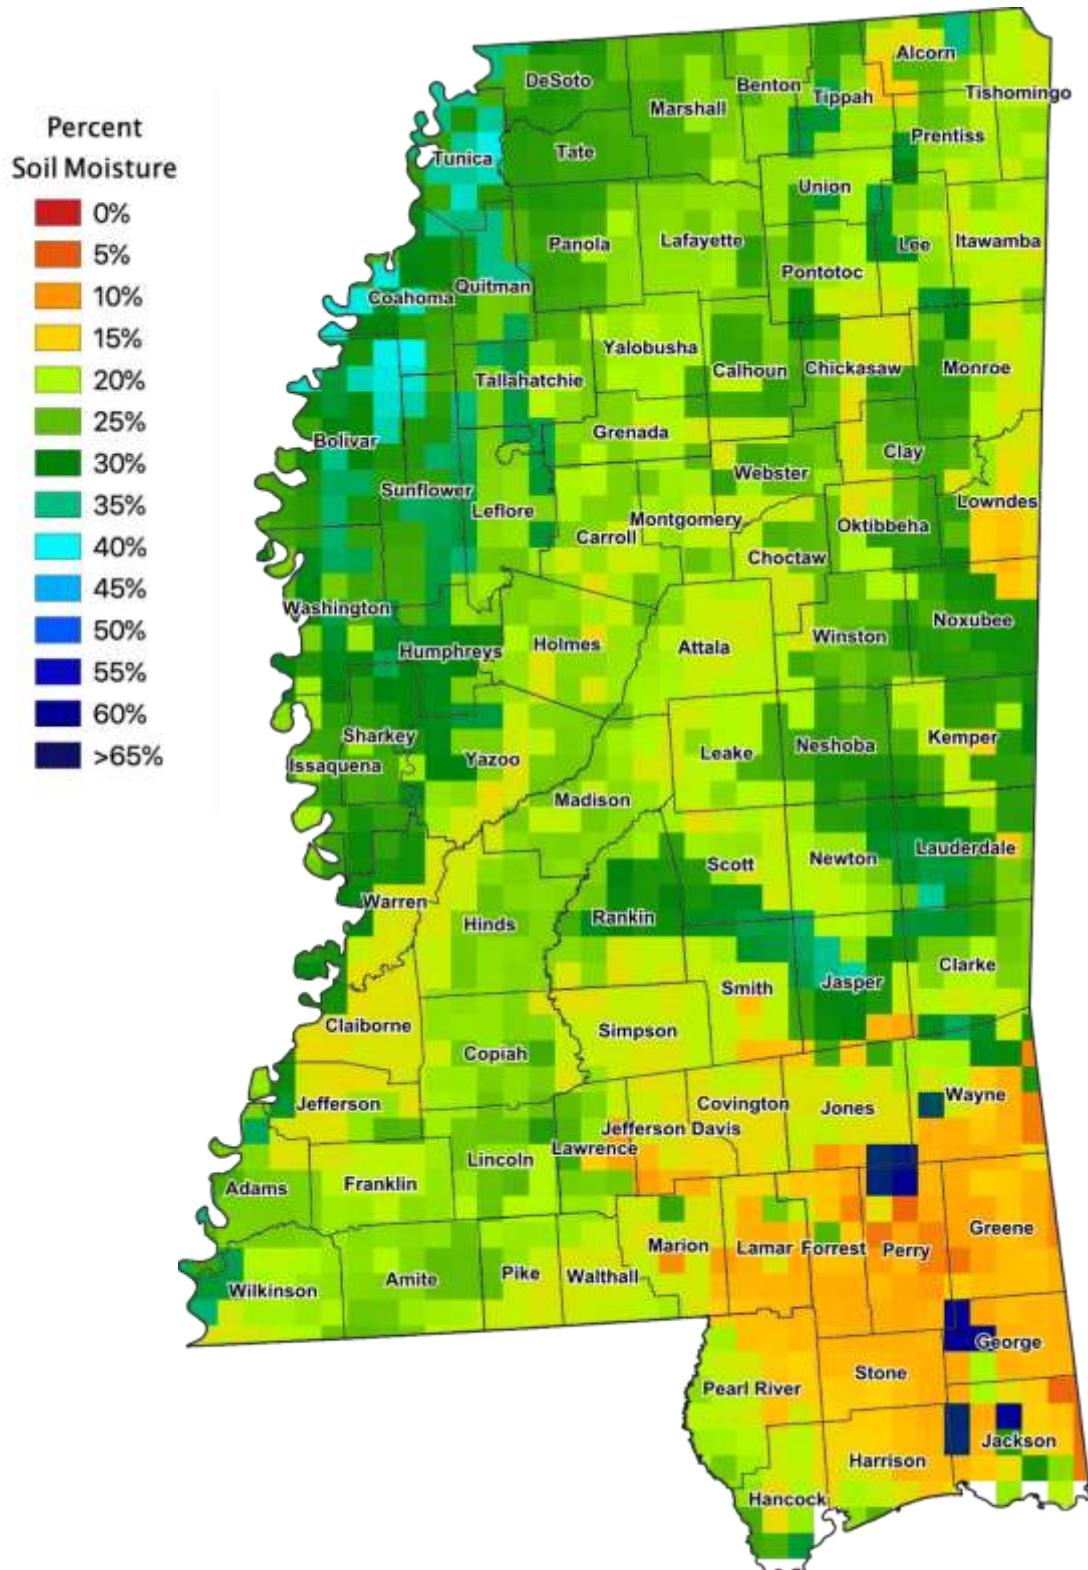 Percent
Soil Moisture
0%
5%
10%
15%
20%
25%
30%
35%
40%
45%
50%
55%
60%
>65%
Alcorn
DeSoto
Benton
Tippah
Tishomingo
Marshall
Prentiss
Tunica
Tate
Union
Panola
Lafayette
Lee
Itawamba
Pontotoc
Quitman
Coahoma
Yalobusha
Calhoun
Chickasaw
Monroe
Tallahatchie
Grenada
Bolivar
Clay
Webster
Sunflower
Lowndes
Leflore
Montgomery
Oktibbeha
Carroll
Choctaw
Washington
Noxubee
Winston
Holmes
Attala
Humphreys
Sharkey
Kemper
Neshoba
Leake
Yazoo
Issaquena
Madison
Lauderdale
Newton
Scott
Warren
Rankin
Hinds
Clarke
Jasper
Smith
Claiborne
Simpson
Copiah
Wayne
Jefferson
Covington
Jones
Jefferson Davis
Lawrence
Lincoln
Franklin
Adams
Greene
Marion
Lamar
Forrest
Perry
Pike
Walthall
Amite
Wilkinson
George
Stone
Pearl River
Jackson
Harrison
Hancock